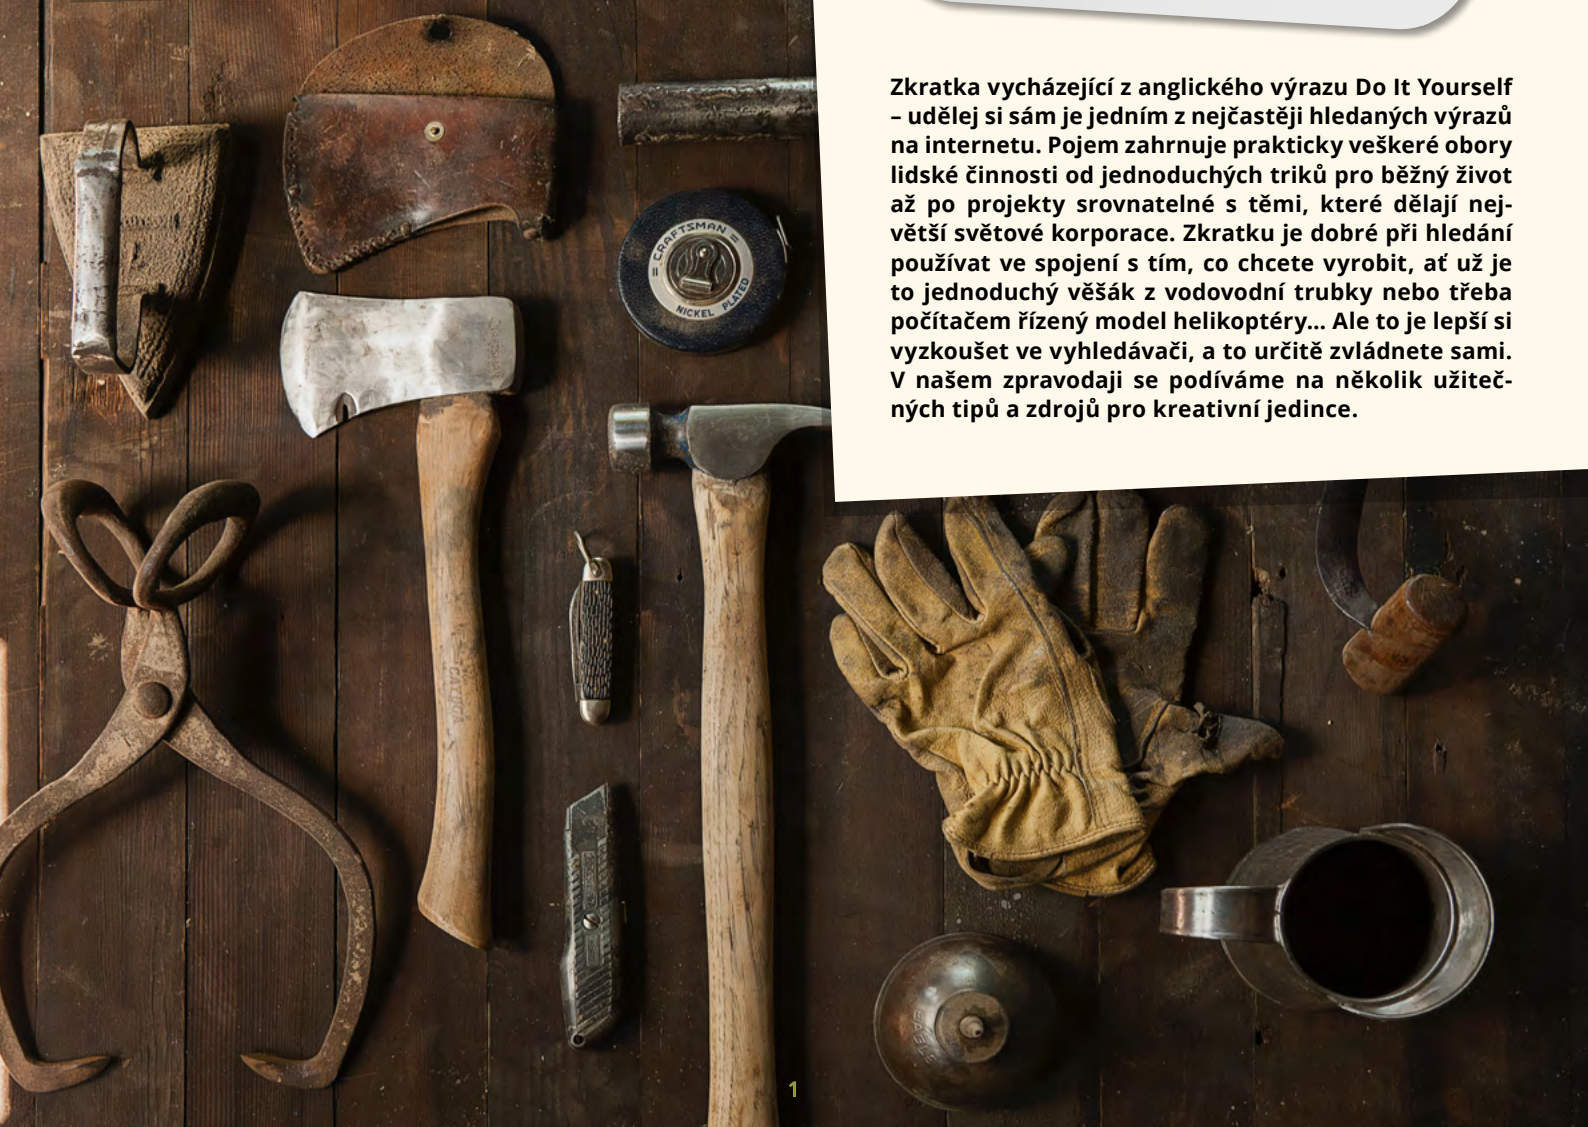 Zkratka vycházející z anglického výrazu Do It Yourself
– udělej si sám je jedním z nejčastěji hledaných výrazů
na internetu. Pojem zahrnuje prakticky veškeré obory
lidské činnosti od jednoduchých triků pro běžný život
až po projekty srovnatelné s těmi, které dělají nej-
větší světové korporace. Zkratku je dobré při hledání
používat ve spojení s tím, co chcete vyrobit, ať už je
to jednoduchý věšák z vodovodní trubky nebo třeba
počítačem řízený model helikoptéry... Ale to je lepší si
vyzkoušet ve vyhledávači, a to určitě zvládnete sami.
V našem zpravodaji se podíváme na několik užiteč-
ných tipů a zdrojů pro kreativní jedince.
= CRAFTSMAN =
NICKEL PLATED
1